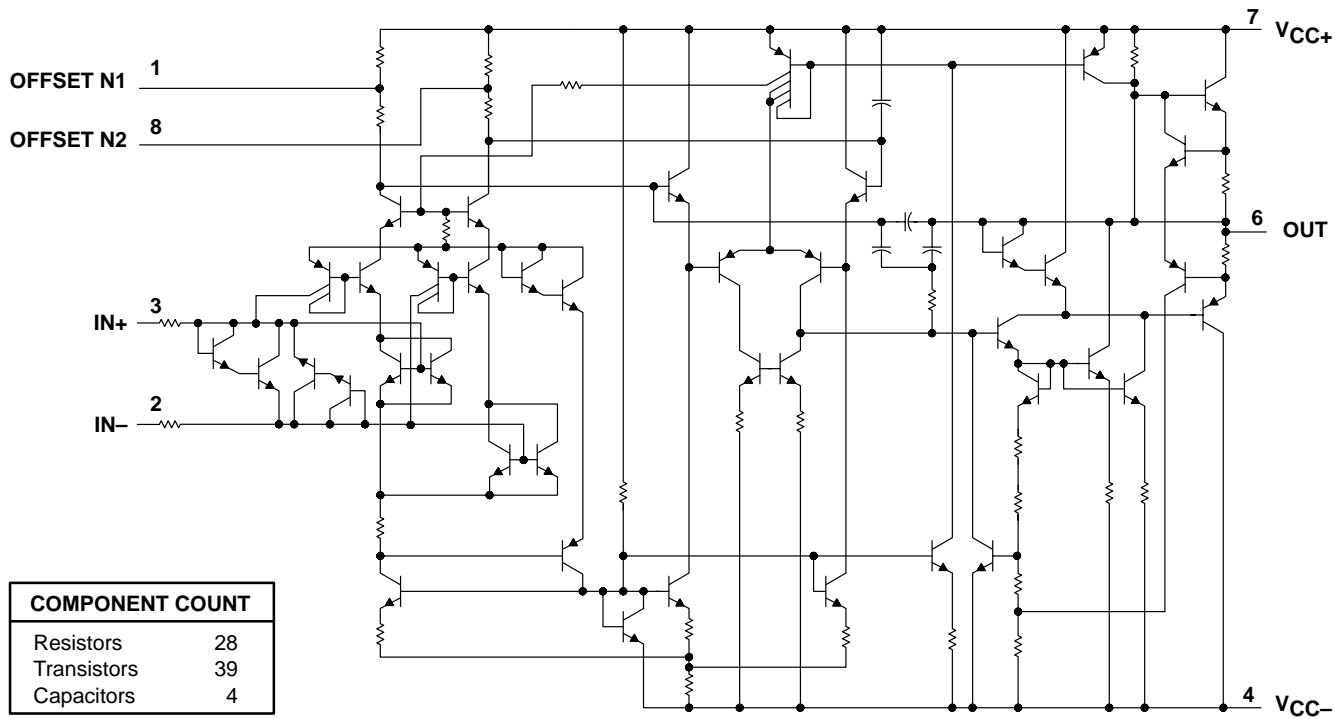 7
VCC+
1
OFFSET N1
8
OFFSET N2
6
OUT
3
IN+
2
IN–
COMPONENT COUNT
Resistors 28
Transistors 39
Capacitors 4
4
VCC–